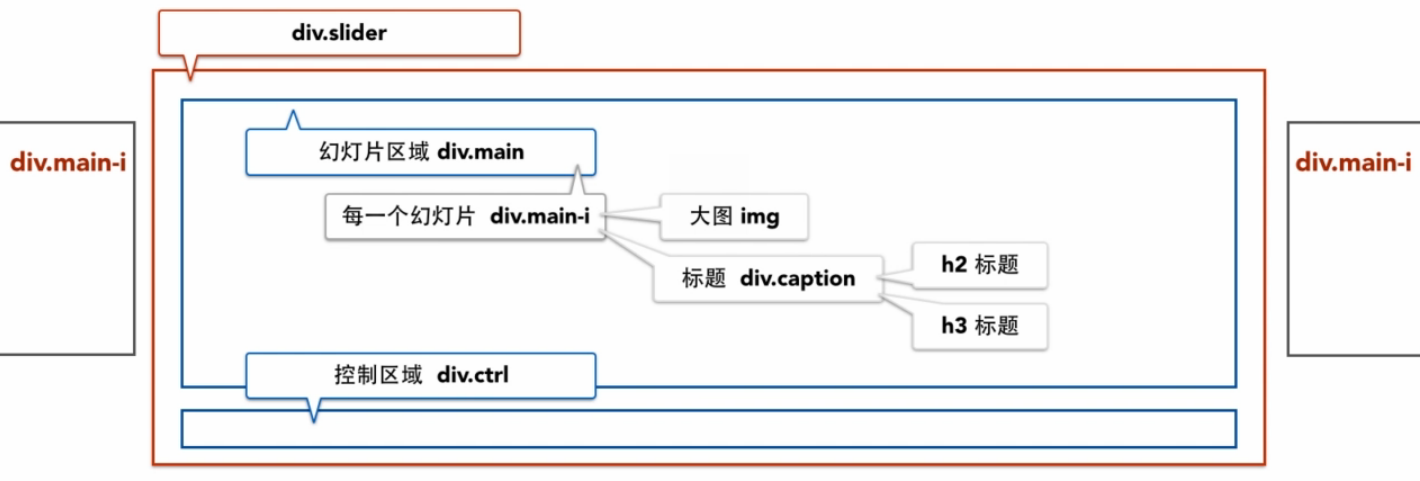 div.slider
div.main-i
幻灯片区域 div.main
div.main-i
每一个幻灯片 div.main-i
大图 img
标题 div.caption
h2 标题
h3 标题
控制区域 div.ctrl